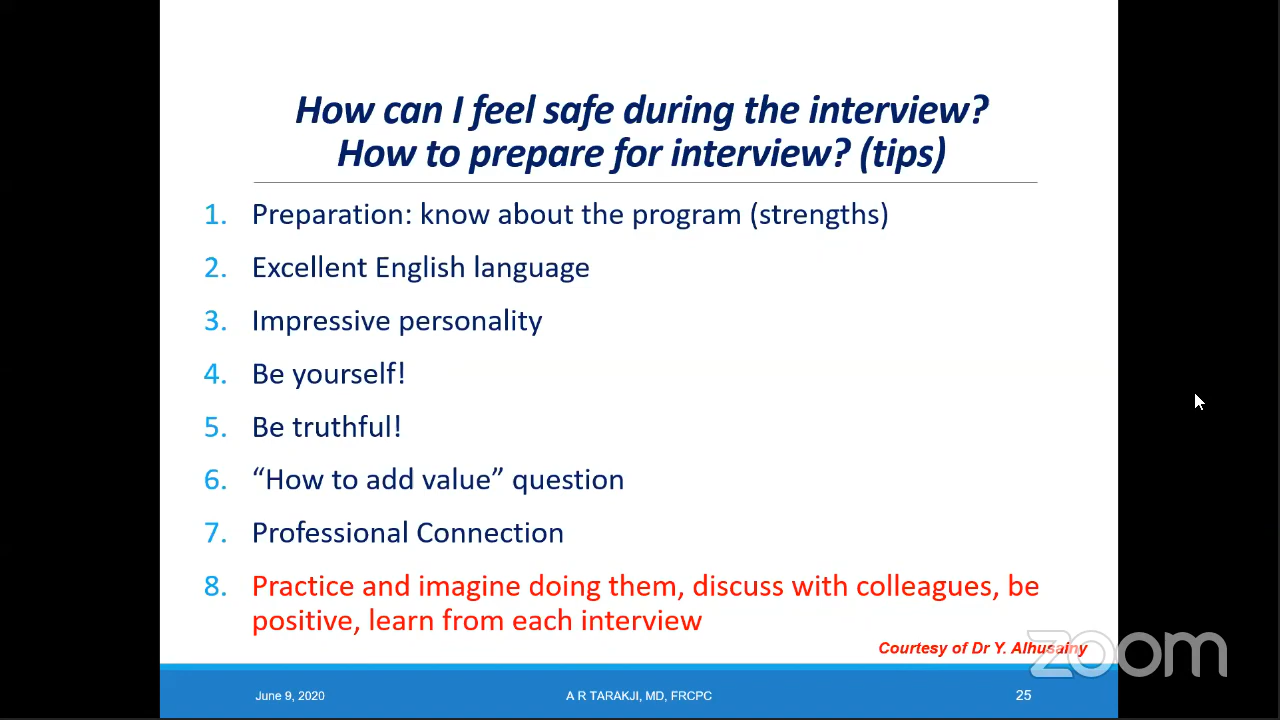 How can I feel safe during the interview?
How to prepare for interview? (tips)
1. Preparation: know about the program (strengths)
2. Excellent English language
3. Impressive personality
4. Be yourself!
5. Be truthful!
6. “How to add value” question
7. Professional Connection
8. Practice and imagine doing them, discuss with colleagues, be
positive, learn from each interview
Courtesy of Dr Y. Alhusainy
zoom
June 9, 2020
A R TARAKJI, MD, FRCPC
25